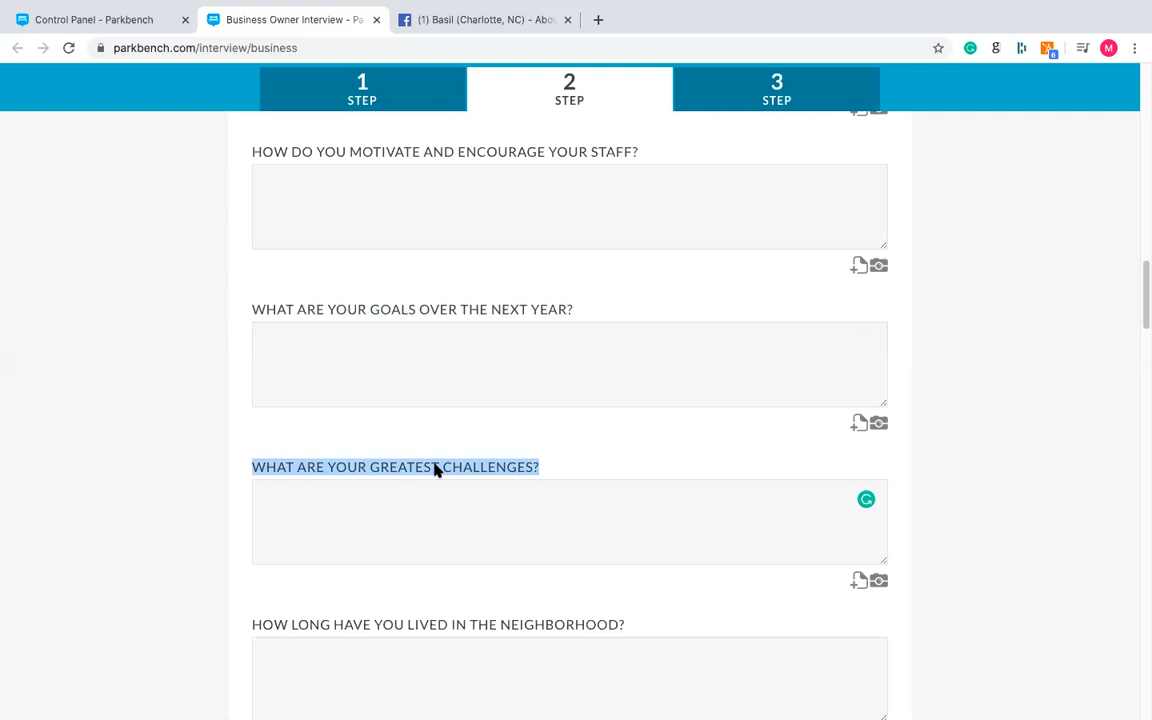 Control Panel - Parkbench
Business Owner Interview - Pa
(1) Basil (Charlotte, NC) - Abou
parkbench.com/interview/business
6
M
1
STEP
2
STEP
3
STEP
HOW DO YOU MOTIVATE AND ENCOURAGE YOUR STAFF?
WHAT ARE YOUR GOALS OVER THE NEXT YEAR?
WHAT ARE YOUR GREATEST CHALLENGES?
HOW LONG HAVE YOU LIVED IN THE NEIGHBORHOOD?